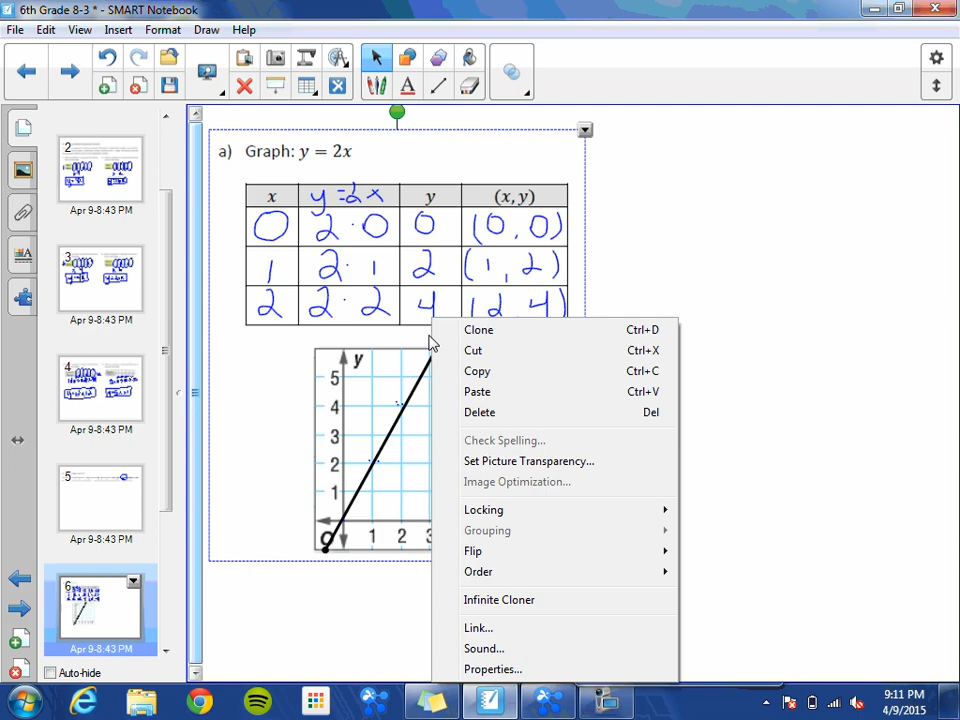 6th Grade 8-3 * - SMART Notebook
File Edit View Insert Format Draw Help
2
Apr 9-8:43 PM
3
Apr 9-8:43 PM
4
Apr 9-8:43 PM
5
Apr 9-8:43 PM
6
Apr 9-8:43 PM
Auto-hide
a) Graph: y = 2x
x y=2x y (x, y)
0 2 · 0 0 (0, 0)
1 2 · 1 2 (1, 2)
2 2 · 2 4 (2, 4)
y
5
4
3
2
1
O 1 2 3
Clone Ctrl+D
Cut Ctrl+X
Copy Ctrl+C
Paste Ctrl+V
Delete Del
Check Spelling...
Set Picture Transparency...
Image Optimization...
Locking
Grouping
Flip
Order
Infinite Cloner
Link...
Sound...
Properties...
9:11 PM
4/9/2015